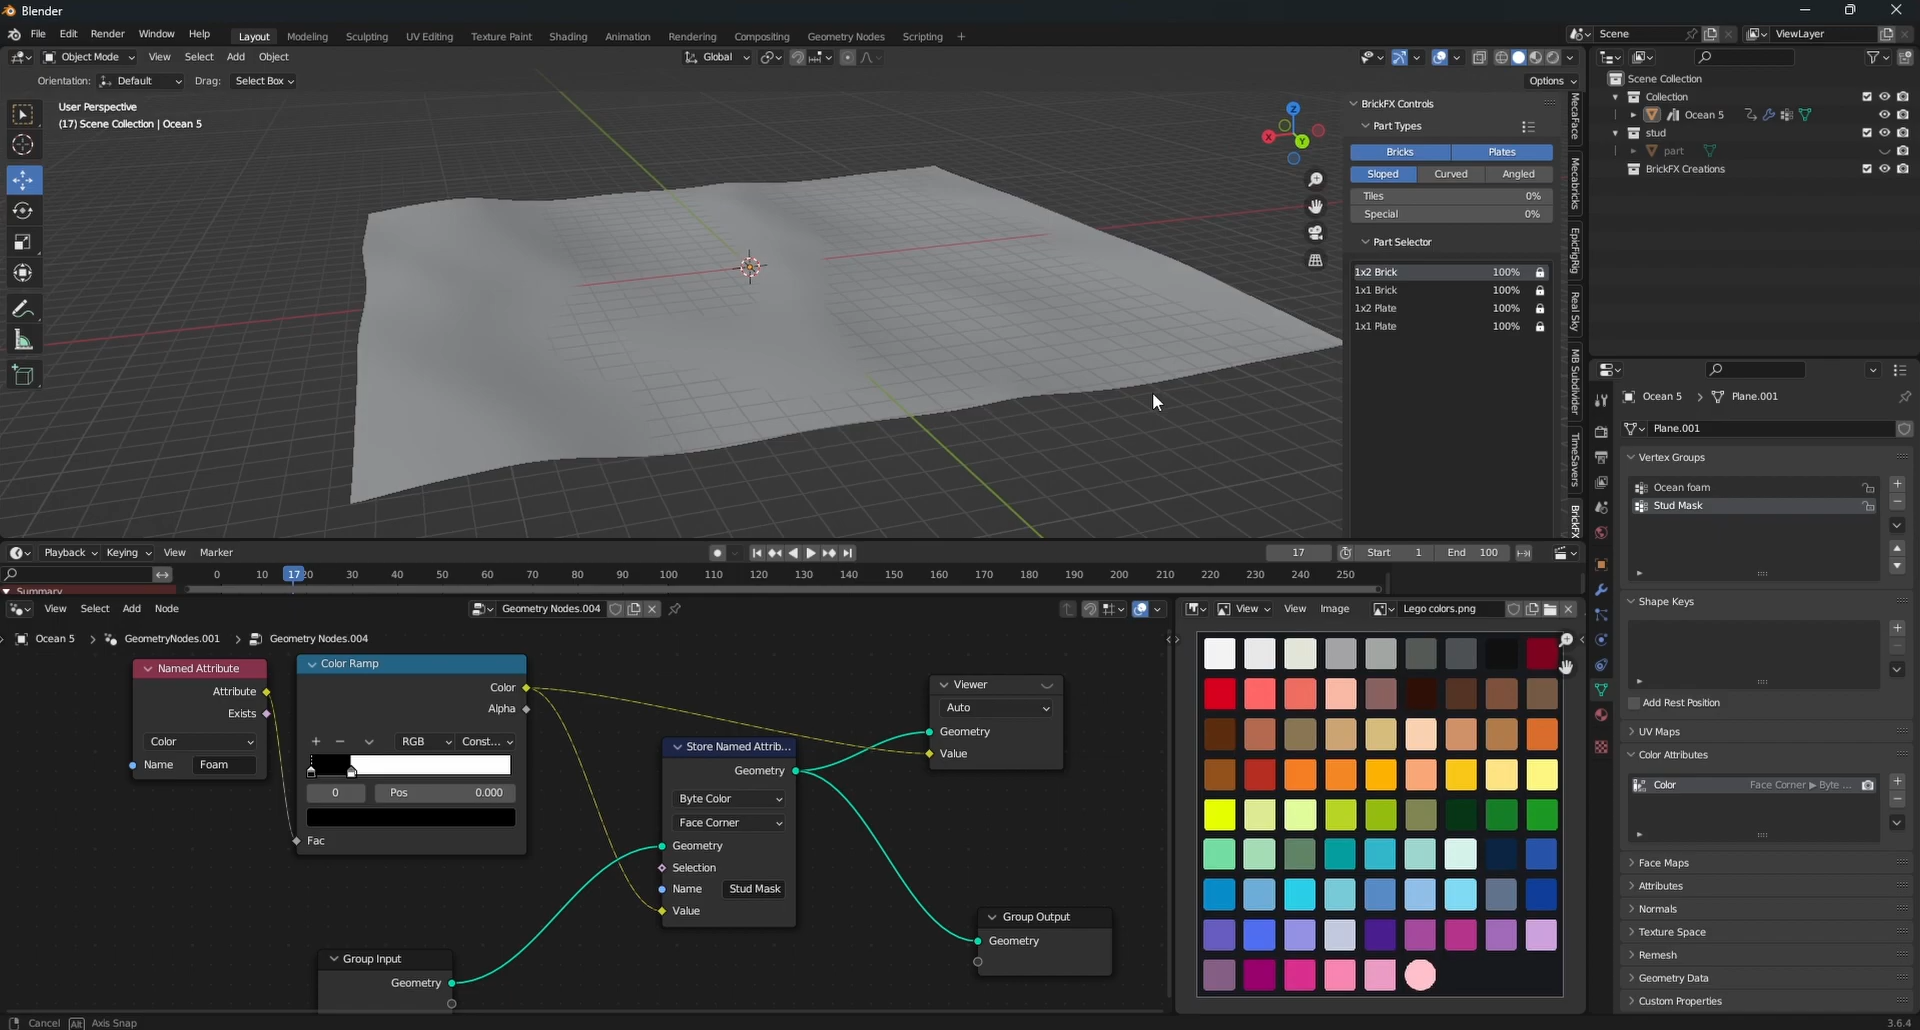 Blender
File Edit Render Window Help Layout Modeling Sculpting UV Editing Texture Paint Shading Animation Rendering Compositing Geometry Nodes Scripting + Scene ViewLayer
Object Mode View Select Add Object Global
Orientation: Default Drag: Select Box Options
User Perspective
(17) Scene Collection | Ocean 5
Z
X
Y
BrickFX Controls
Part Types
Bricks Plates
Sloped Curved Angled
Tiles 0%
Special 0%
Part Selector
1x2 Brick 100%
1x1 Brick 100%
1x2 Plate 100%
1x1 Plate 100%
MecaFace
Mecabricks
EpicFigRig
Real Sky
MB Subdivider
TimeSavers
BrickFX
Scene Collection
Collection
Ocean 5
stud
part
BrickFX Creations
Ocean 5 > Plane.001
Plane.001
Vertex Groups
Ocean foam
Stud Mask
Shape Keys
Add Rest Position
UV Maps
Color Attributes
Color Face Corner ▶ Byte ...
Face Maps
Attributes
Normals
Texture Space
Remesh
Geometry Data
Custom Properties
Playback Keying View Marker 17 Start 1 End 100
0 10 17 20 30 40 50 60 70 80 90 100 110 120 130 140 150 160 170 180 190 200 210 220 230 240 250
Summary
View Select Add Node Geometry Nodes.004
Ocean 5 > GeometryNodes.001 > Geometry Nodes.004
Named Attribute
Attribute
Exists
Color
Name Foam
Color Ramp
Color
Alpha
+ − RGB Const...
0 Pos 0.000
Fac
Store Named Attrib...
Geometry
Byte Color
Face Corner
Geometry
Selection
Name Stud Mask
Value
Viewer
Auto
Geometry
Value
Group Output
Geometry
Group Input
Geometry
View View Image Lego colors.png
Cancel Alt Axis Snap
3.6.4